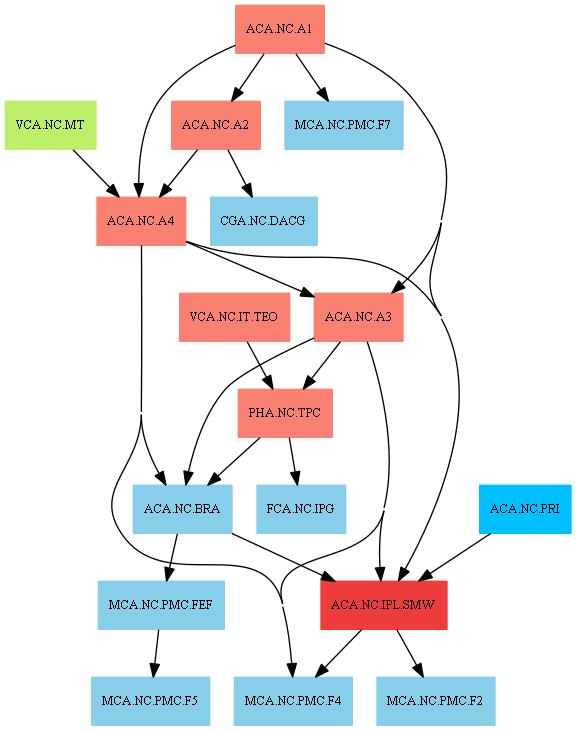 ACA.NC.A1
VCA.NC.MT
ACA.NC.A2
MCA.NC.PMC.F7
ACA.NC.A4
CGA.NC.DACG
VCA.NC.IT.TEO
ACA.NC.A3
PHA.NC.TPC
ACA.NC.BRA
FCA.NC.IPG
ACA.NC.PRI
MCA.NC.PMC.FEF
ACA.NC.IPL.SMW
MCA.NC.PMC.F5
MCA.NC.PMC.F4
MCA.NC.PMC.F2